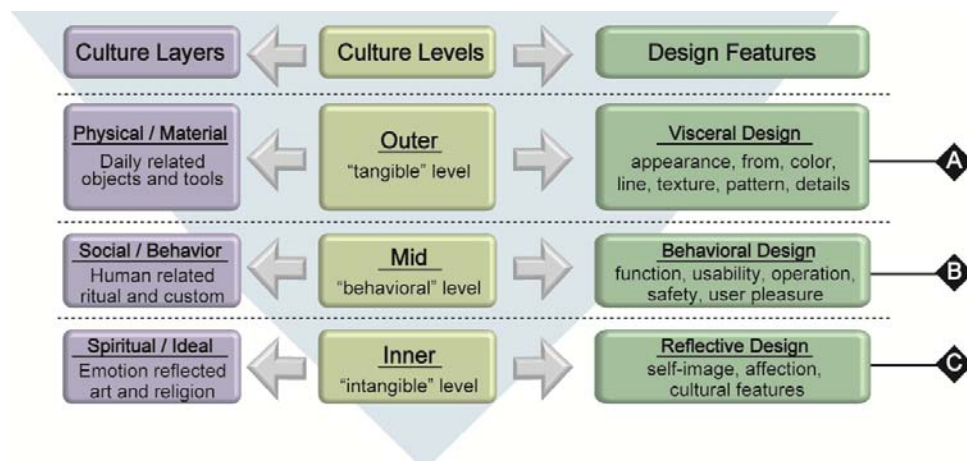 Culture Layers
Culture Levels
Design Features
Physical / Material
Daily related
objects and tools
Outer
"tangible" level
Visceral Design
appearance, from, color,
line, texture, pattern, details
A
Social / Behavior
Human related
ritual and custom
Mid
"behavioral" level
Behavioral Design
function, usability, operation,
safety, user pleasure
B
Spiritual / Ideal
Emotion reflected
art and religion
Inner
"intangible" level
Reflective Design
self-image, affection,
cultural features
C